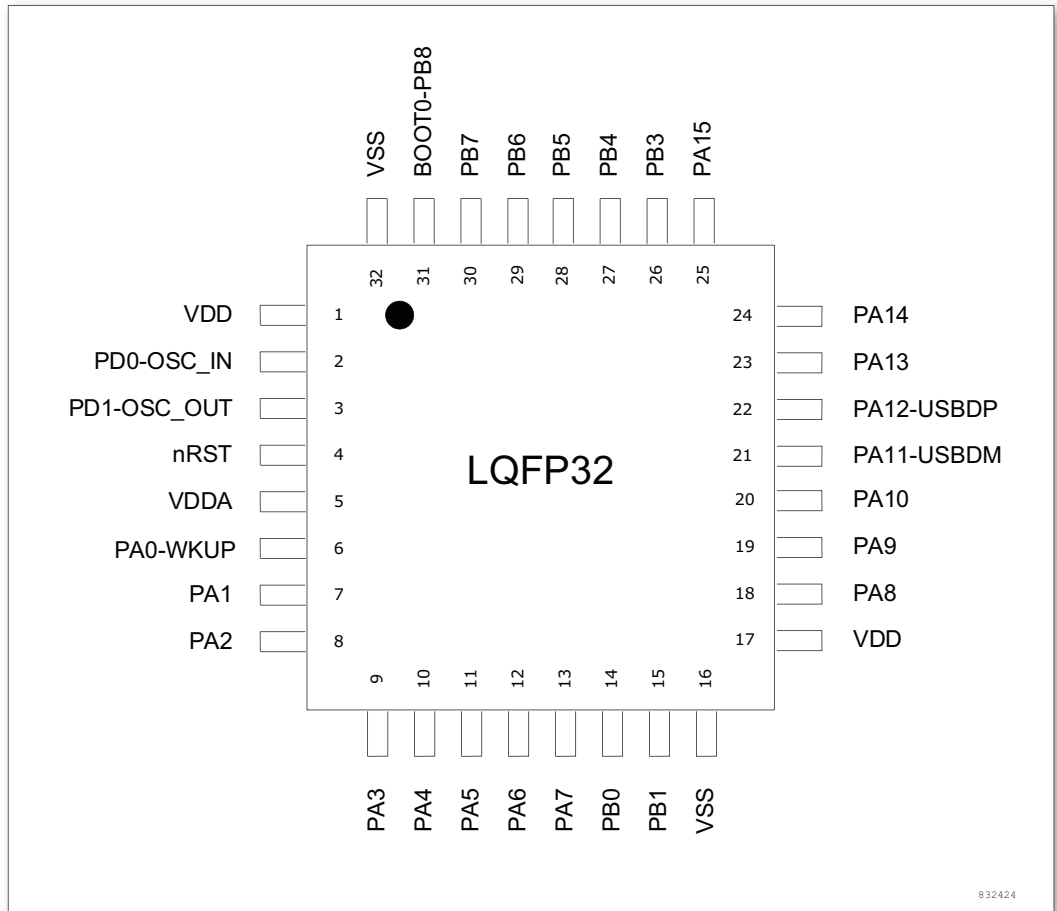 VSS
BOOT0-PB8
PB7
PB6
PB5
PB4
PB3
PA15
32
31
30
29
28
27
26
25
VDD 1
PD0-OSC_IN 2
PD1-OSC_OUT 3
nRST 4
VDDA 5
PA0-WKUP 6
PA1 7
PA2 8
LQFP32
24 PA14
23 PA13
22 PA12-USBDP
21 PA11-USBDM
20 PA10
19 PA9
18 PA8
17 VDD
9
10
11
12
13
14
15
16
PA3
PA4
PA5
PA6
PA7
PB0
PB1
VSS
832424